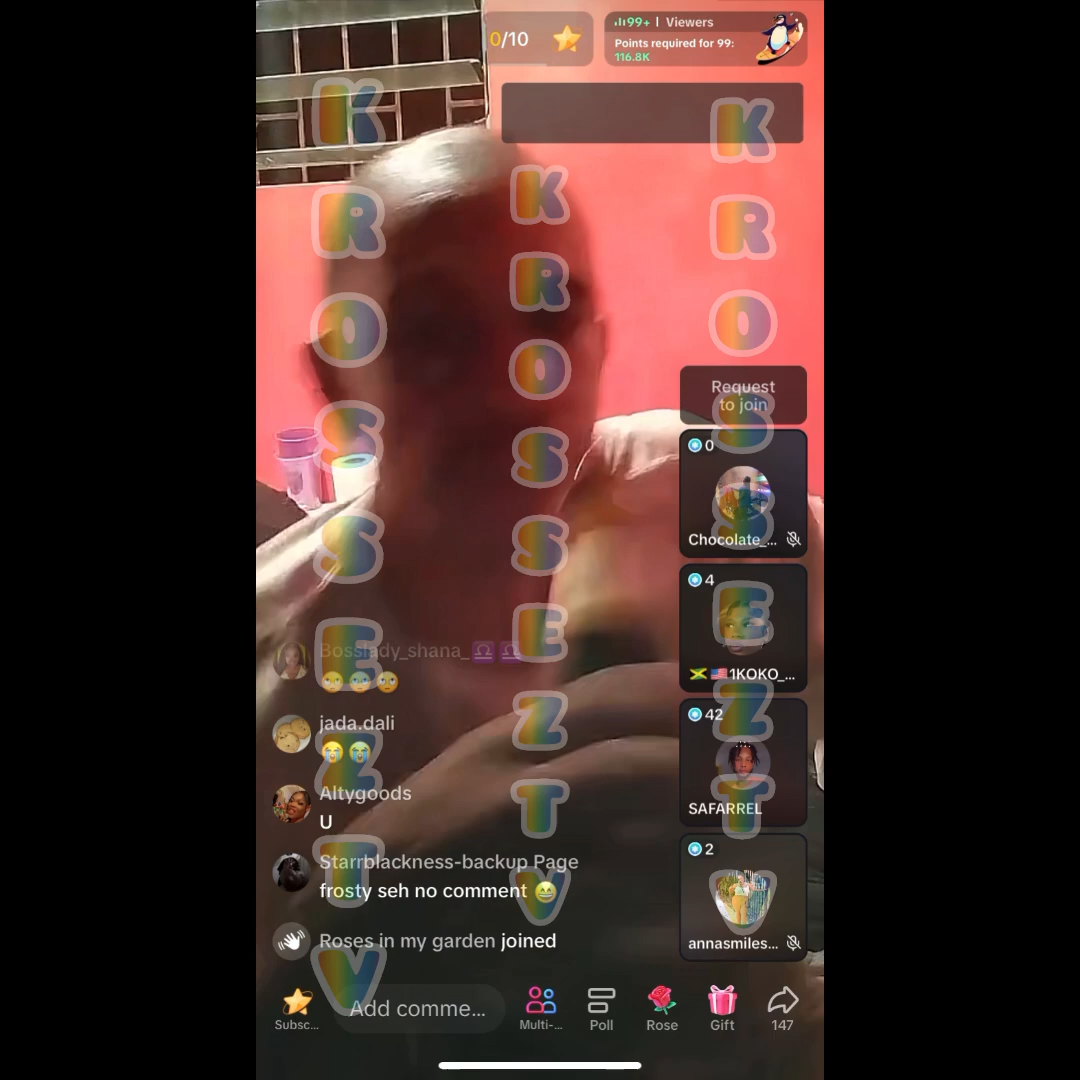 0/10
99+ | Viewers
Points required for 99:
116.8K
KROSSEZTV
KROSSEZTV
KROSSEZTV
Request
to join
0
Chocolate_...
4
1KOKO_...
42
SAFARREL
2
annasmiles...
Bosslady_shana_
jada.dali
Altygoods
U
Starrblackness-backup Page
frosty seh no comment 😆
Roses in my garden joined
Subsc...
Add comme...
Multi-...
Poll
Rose
Gift
147